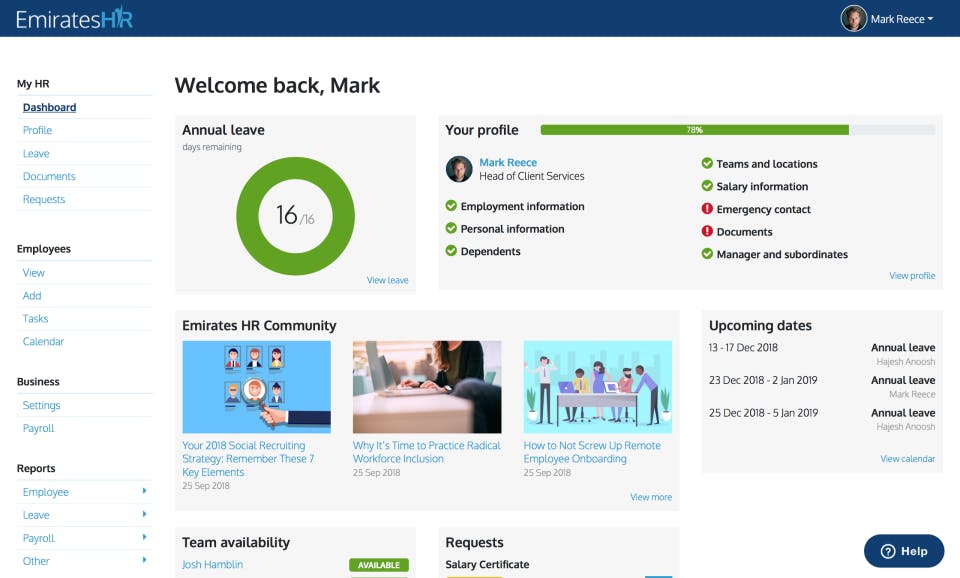 EmiratesHR
Mark Reece
My HR
Dashboard
Profile
Leave
Documents
Requests
Employees
View
Add
Tasks
Calendar
Business
Settings
Payroll
Reports
Employee
Leave
Payroll
Other
Welcome back, Mark
Annual leave
days remaining
16/16
View leave
Your profile
78%
Mark Reece
Head of Client Services
Employment information
Personal information
Dependents
Teams and locations
Salary information
Emergency contact
Documents
Manager and subordinates
View profile
Emirates HR Community
Your 2018 Social Recruiting
Strategy: Remember These 7
Key Elements
25 Sep 2018
Why It's Time to Practice Radical
Workforce Inclusion
25 Sep 2018
How to Not Screw Up Remote
Employee Onboarding
25 Sep 2018
View more
Upcoming dates
13 - 17 Dec 2018 Annual leave
Hajesh Anoosh
23 Dec 2018 - 2 Jan 2019 Annual leave
Mark Reece
25 Dec 2018 - 5 Jan 2019 Annual leave
Hajesh Anoosh
View calendar
Team availability
Josh Hamblin AVAILABLE
Requests
Salary Certificate
Help